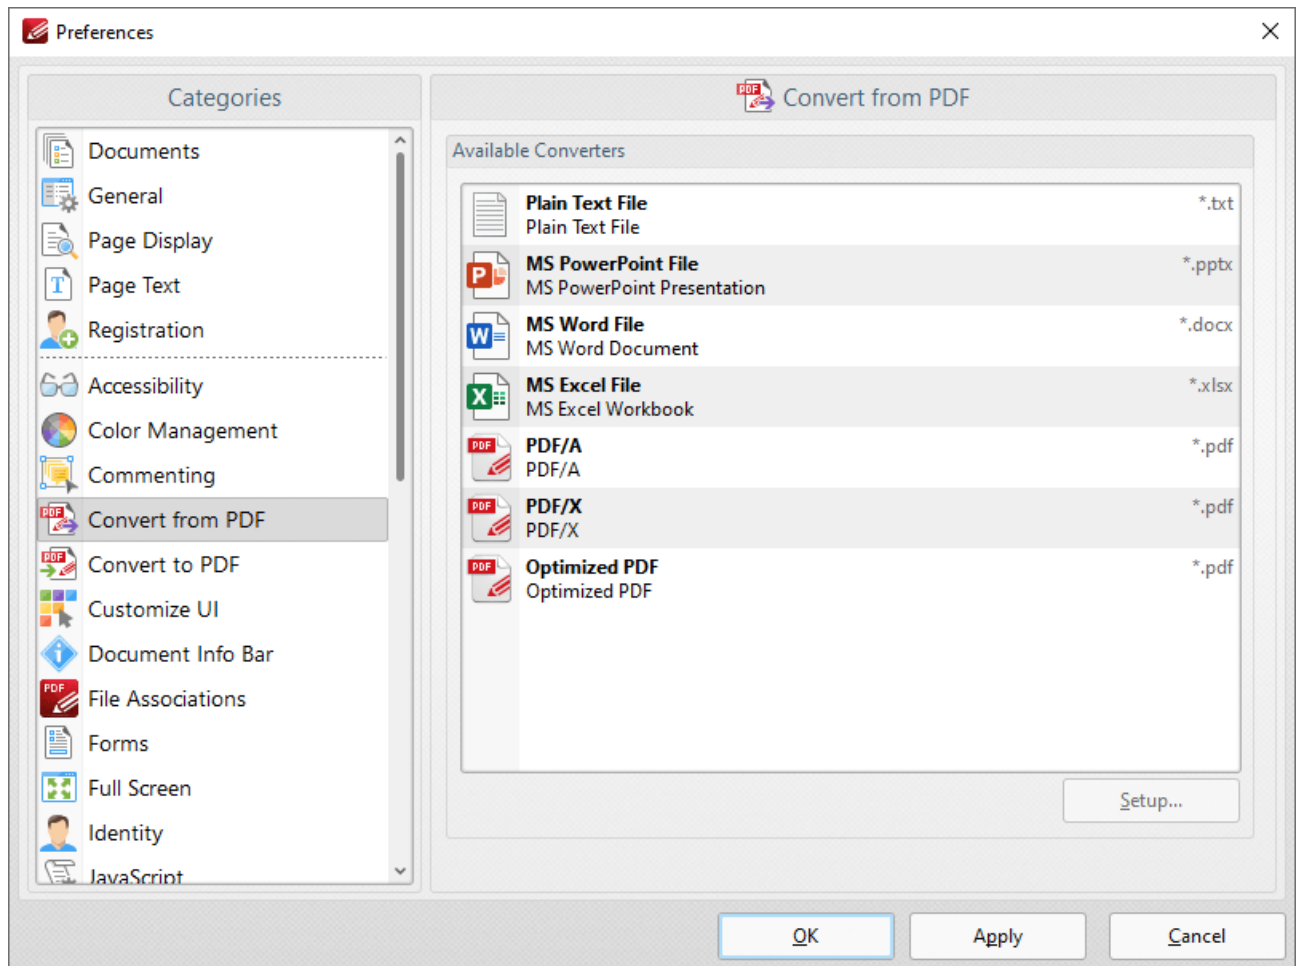 Preferences
Categories
Documents
General
Page Display
Page Text
Registration
Accessibility
Color Management
Commenting
Convert from PDF
Convert to PDF
Customize UI
Document Info Bar
File Associations
Forms
Full Screen
Identity
JavaScript
Convert from PDF
Available Converters
Plain Text File *.txt
Plain Text File
MS PowerPoint File *.pptx
MS PowerPoint Presentation
MS Word File *.docx
MS Word Document
MS Excel File *.xlsx
MS Excel Workbook
PDF/A *.pdf
PDF/A
PDF/X *.pdf
PDF/X
Optimized PDF *.pdf
Optimized PDF
Setup...
OK Apply Cancel